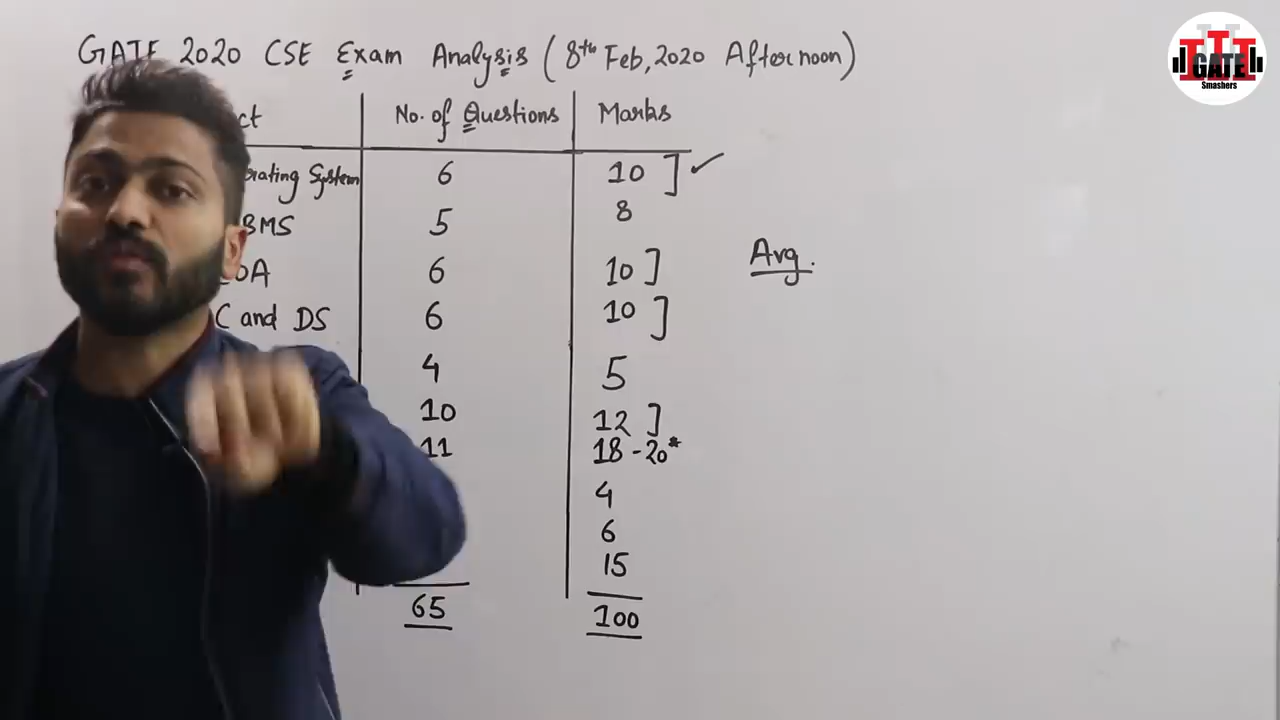 GATE 2020 CSE Exam Analysis (8th Feb, 2020 Afternoon)
No. of Questions Marks
System 6 10 ]
5 8
6 10 ]
C and DS 6 10 ]
4 5
10 12 ]
11 18-20*
4
6
15
65 100
Avg.
GATE
Smashers